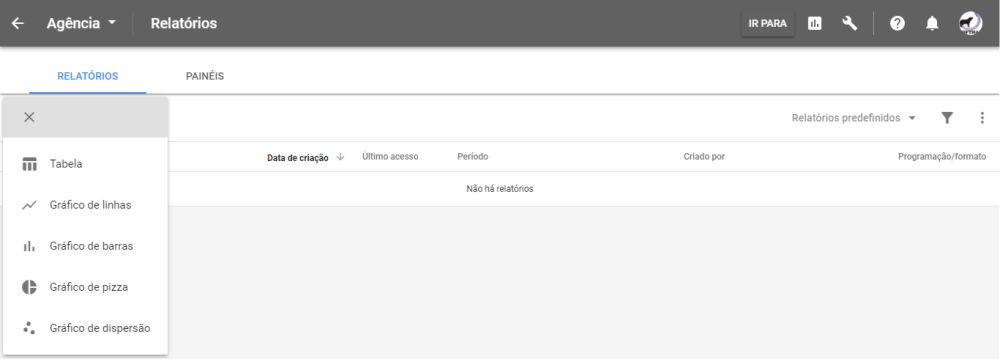 Agência
Relatórios
IR PARA
RELATÓRIOS
PAINÉIS
Relatórios predefinidos
Data de criação
Último acesso
Período
Criado por
Programação/formato
Não há relatórios
Tabela
Gráfico de linhas
Gráfico de barras
Gráfico de pizza
Gráfico de dispersão